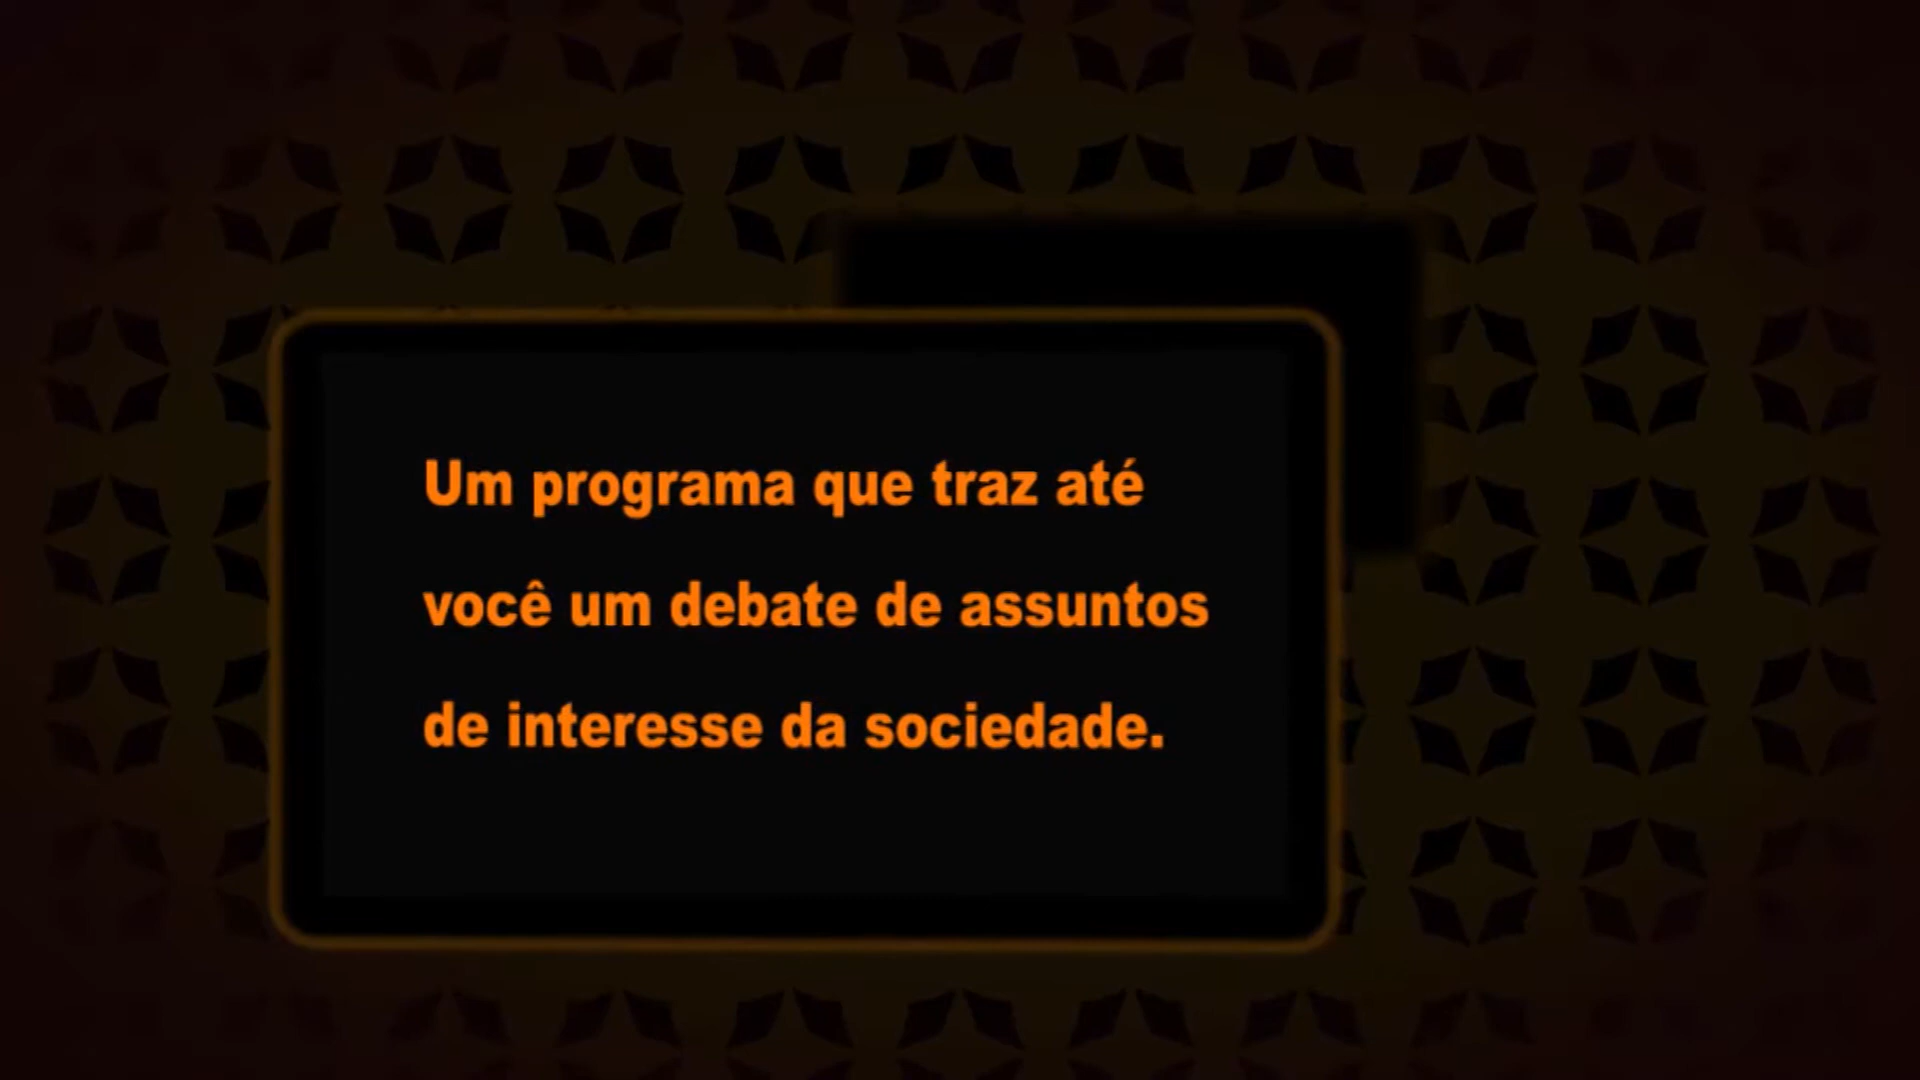 Um programa que traz até
você um debate de assuntos
de interesse da sociedade.